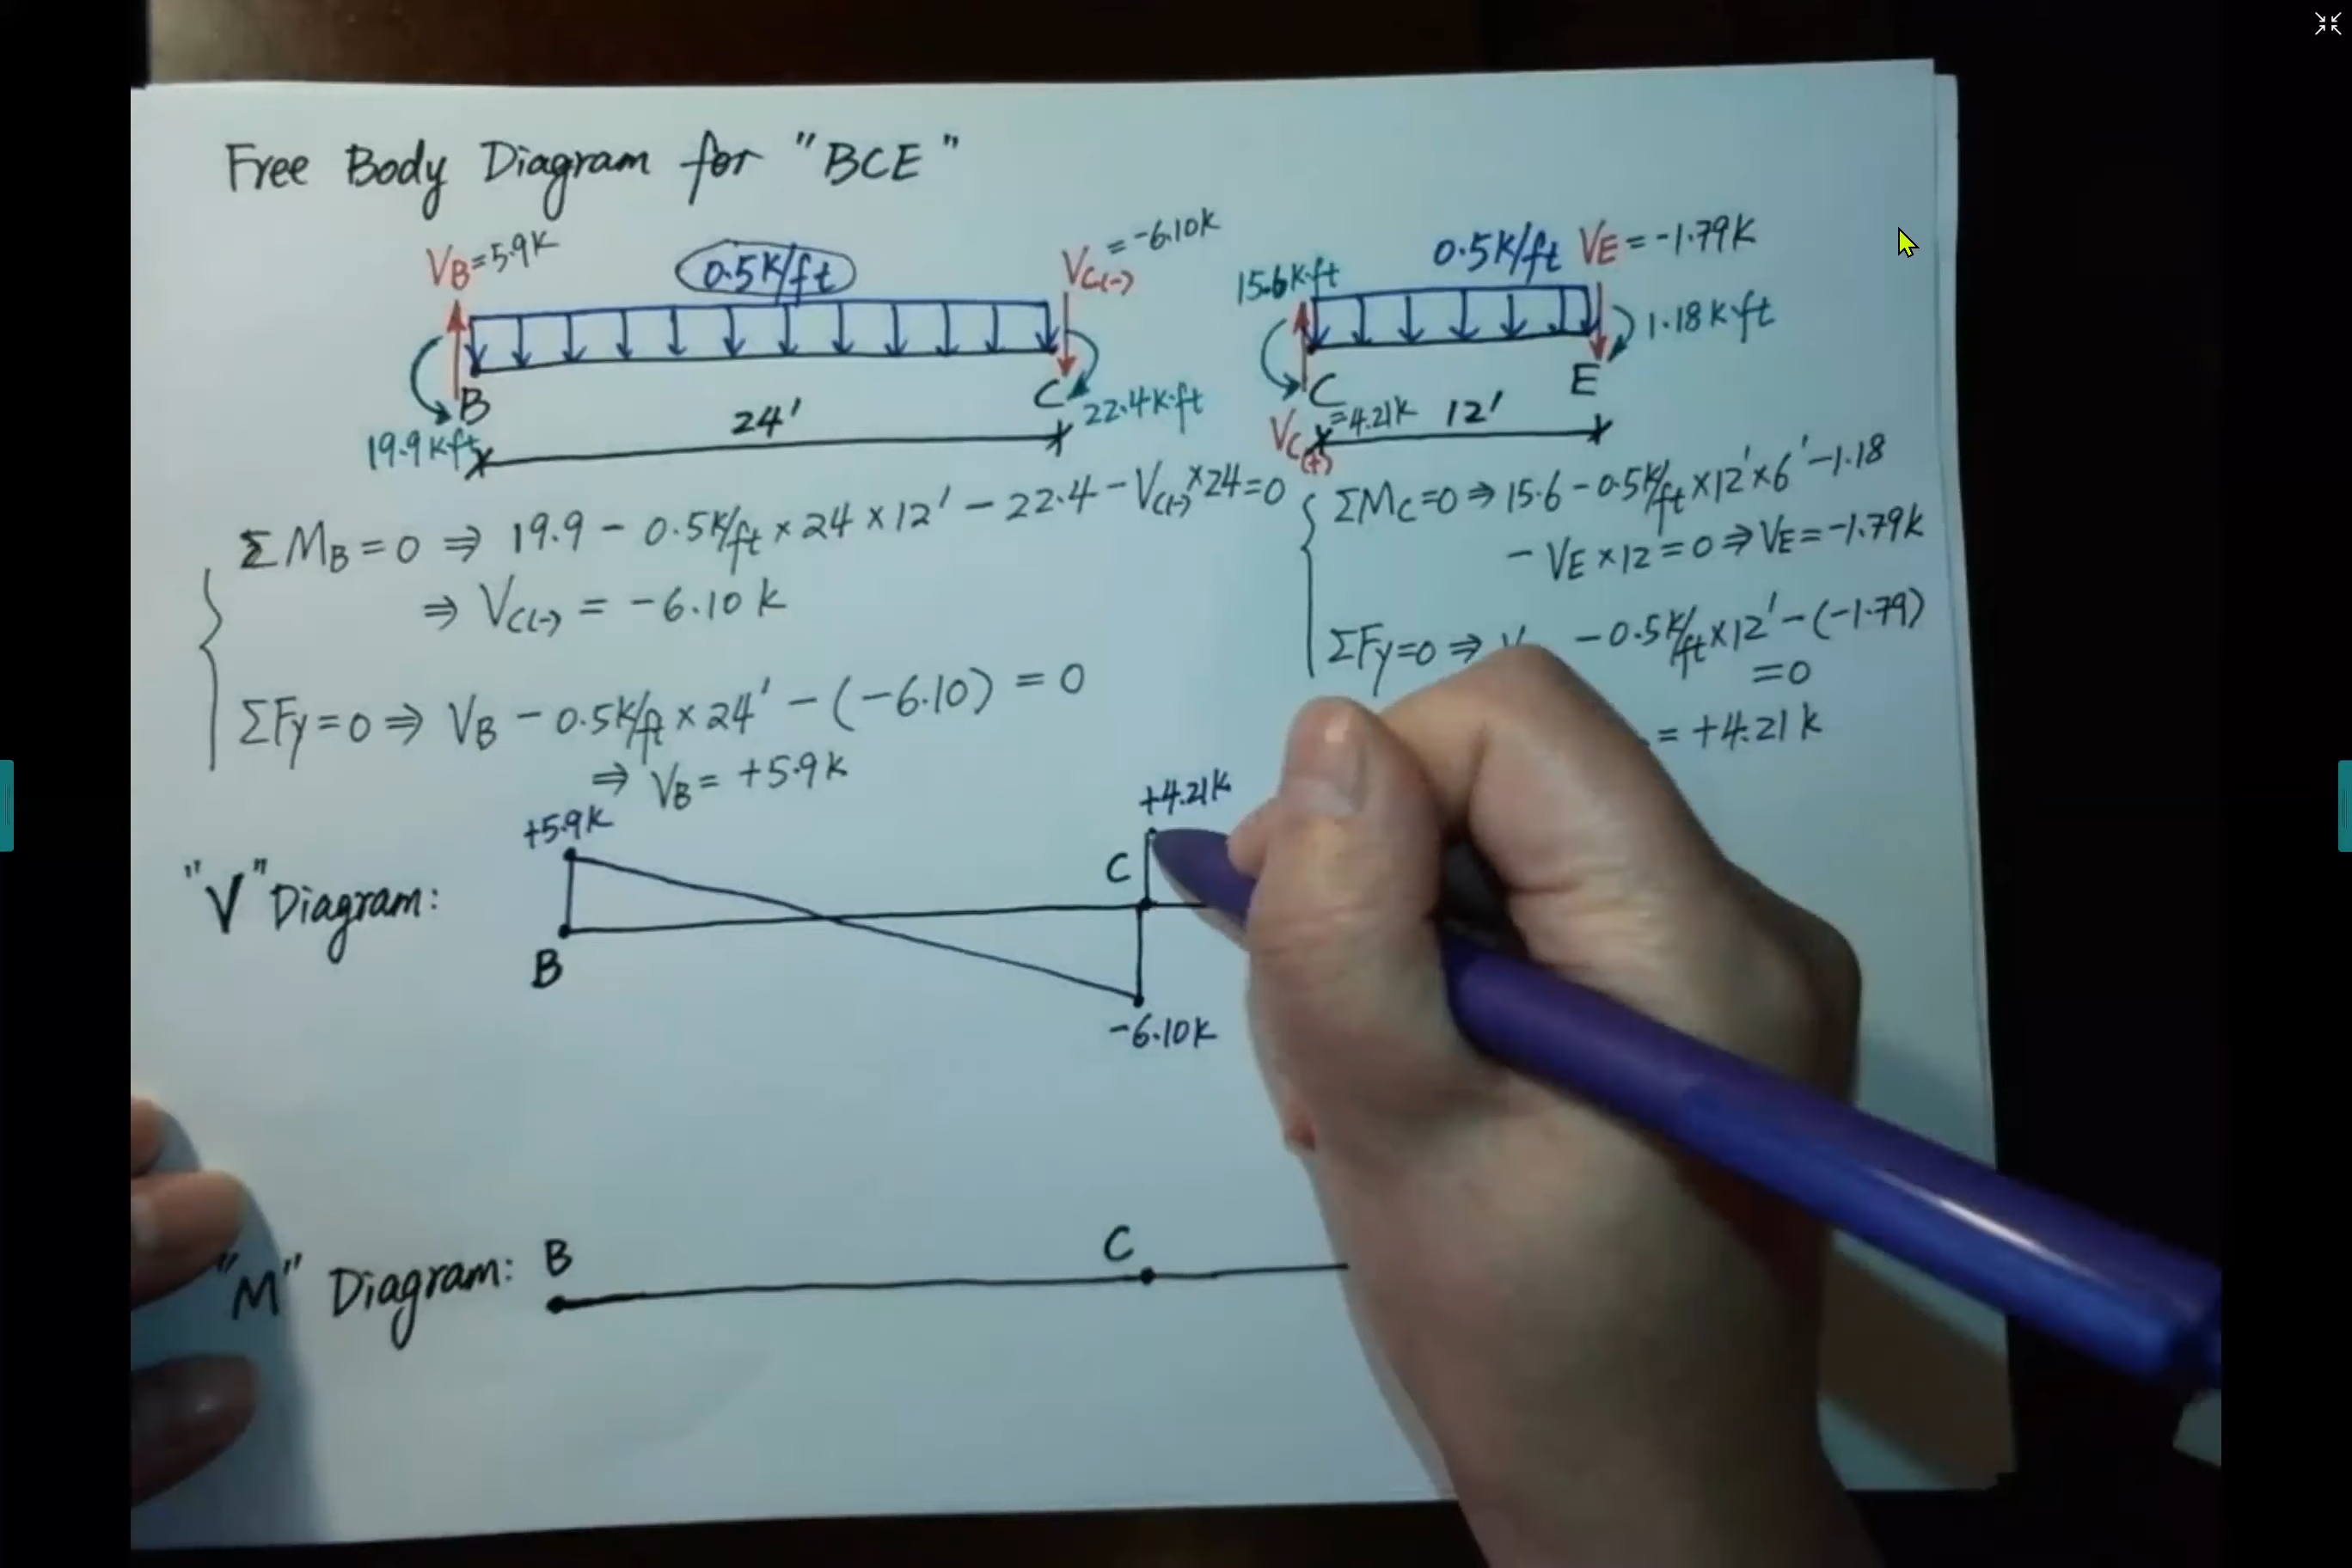 Free Body Diagram for "BCE"
VB=5.9K
0.5K/ft
VC(-) = -6.10K
B
C
19.9K·ft
24'
22.4K·ft
15.6K·ft
0.5K/ft
VE = -1.79K
1.18K·ft
C
E
VC(+) =4.21K
12'
ΣMB = 0 ⇒ 19.9 - 0.5K/ft × 24 × 12' - 22.4 - VC(-) × 24 = 0
⇒ VC(-) = -6.10 K
ΣFy = 0 ⇒ VB - 0.5K/ft × 24' - (-6.10) = 0
⇒ VB = +5.9K
ΣMC=0 ⇒ 15.6 - 0.5K/ft × 12' × 6' - 1.18
- VE × 12 = 0 ⇒ VE = -1.79K
ΣFy=0 ⇒ - 0.5K/ft × 12' - (-1.79)
=0
= +4.21 K
"V" Diagram:
+5.9K
B
+4.21K
C
-6.10K
"M" Diagram:
B
C